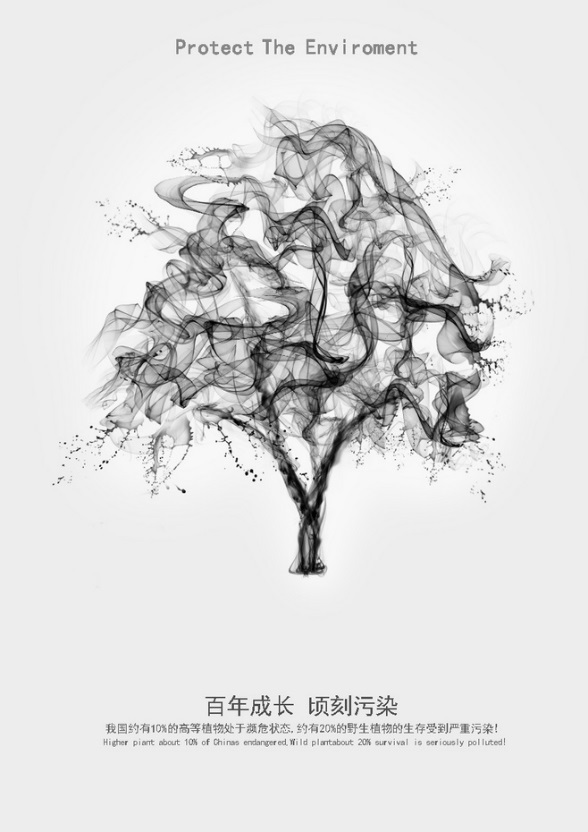 Protect The Enviroment
百年成长 顷刻污染
我国约有10%的高等植物处于濒危状态,约有20%的野生植物的生存受到严重污染!
Higher piant about 10% of Chinas endangered,Wild plantabout 20% survival is seriously polluted!